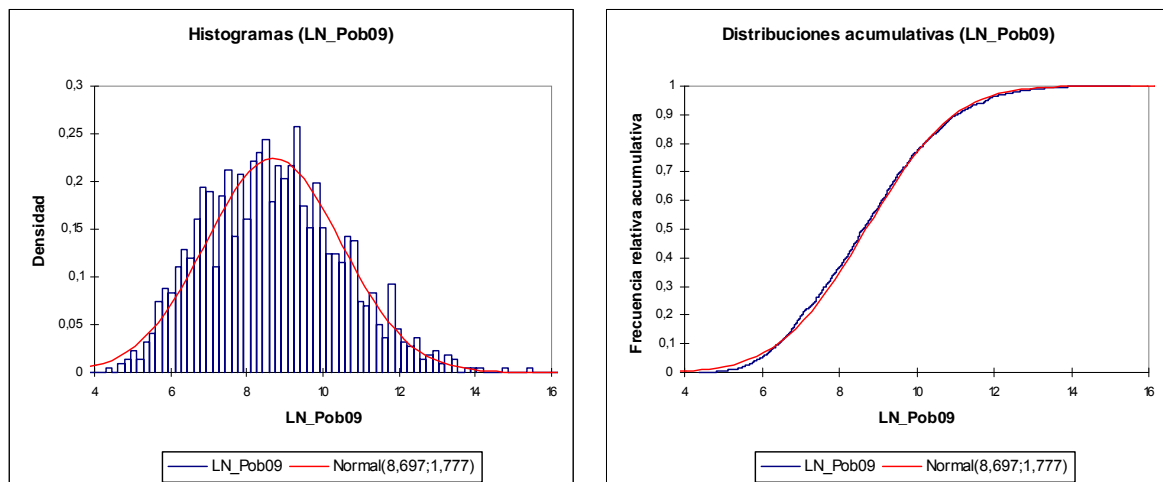 Histogramas (LN_Pob09)
0,3
0,25
0,2
0,15
0,1
0,05
0
Densidad
4 6 8 10 12 14 16
LN_Pob09
LN_Pob09 Normal(8,697;1,777)
Distribuciones acumulativas (LN_Pob09)
1
0,9
0,8
0,7
0,6
0,5
0,4
0,3
0,2
0,1
0
Frecuencia relativa acumulativa
4 6 8 10 12 14 16
LN_Pob09
LN_Pob09 Normal(8,697;1,777)